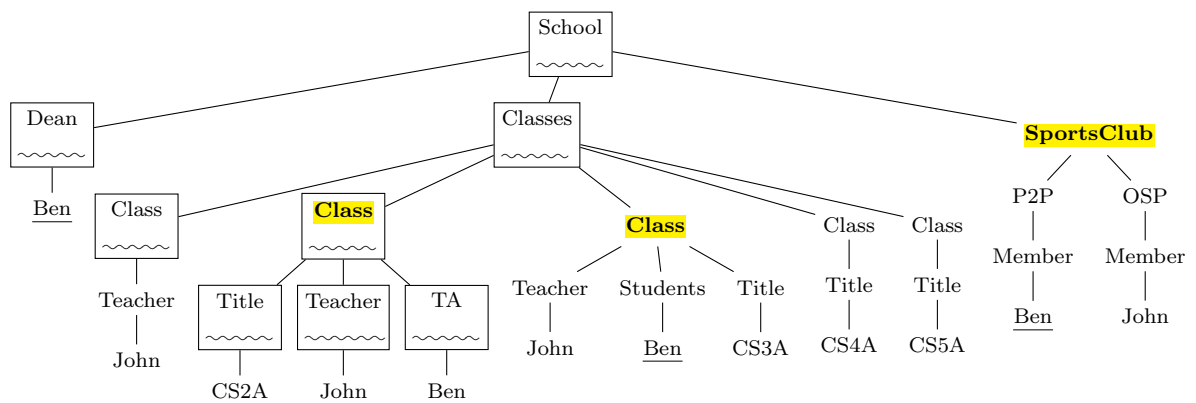 School
Dean
Classes
SportsClub
Ben
Class
Class
Class
Class
Class
P2P
OSP
Teacher
Title
Teacher
TA
Teacher
Students
Title
Title
Title
Member
Member
John
CS2A
John
Ben
John
Ben
CS3A
CS4A
CS5A
Ben
John